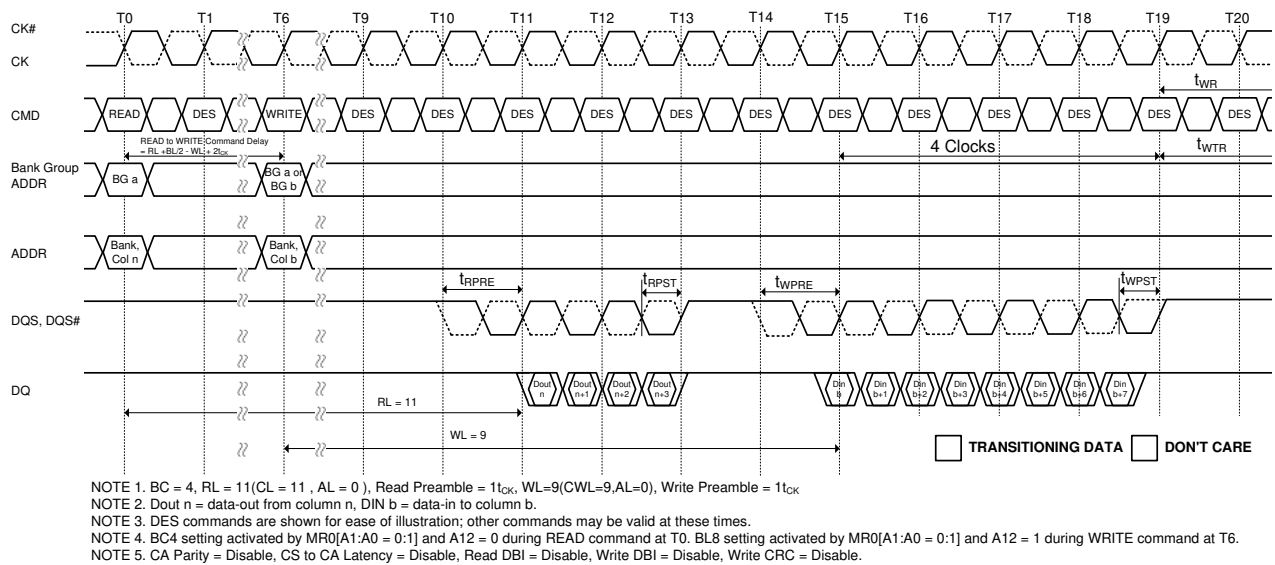 T0 T1 T6 T9 T10 T11 T12 T13 T14 T15 T16 T17 T18 T19 T20
CK#
CK
tWR
CMD READ DES WRITE DES DES DES DES DES DES DES DES DES DES DES DES
READ to WRITE Command Delay
= RL +BL/2 - WL + 2tCK
4 Clocks tWTR
Bank Group
ADDR
BG a
BG a or
BG b
ADDR
Bank,
Col n
Bank,
Col b
tRPRE tRPST tWPRE tWPST
DQS, DQS#
DQ
Dout
n
Dout
n+1
Dout
n+2
Dout
n+3
Din
b
Din
b+1
Din
b+2
Din
b+3
Din
b+4
Din
b+5
Din
b+6
Din
b+7
RL = 11
WL = 9
TRANSITIONING DATA DON'T CARE
NOTE 1. BC = 4, RL = 11(CL = 11 , AL = 0 ), Read Preamble = 1tCK, WL=9(CWL=9,AL=0), Write Preamble = 1tCK
NOTE 2. Dout n = data-out from column n, DIN b = data-in to column b.
NOTE 3. DES commands are shown for ease of illustration; other commands may be valid at these times.
NOTE 4. BC4 setting activated by MR0[A1:A0 = 0:1] and A12 = 0 during READ command at T0. BL8 setting activated by MR0[A1:A0 = 0:1] and A12 = 1 during WRITE command at T6.
NOTE 5. CA Parity = Disable, CS to CA Latency = Disable, Read DBI = Disable, Write DBI = Disable, Write CRC = Disable.